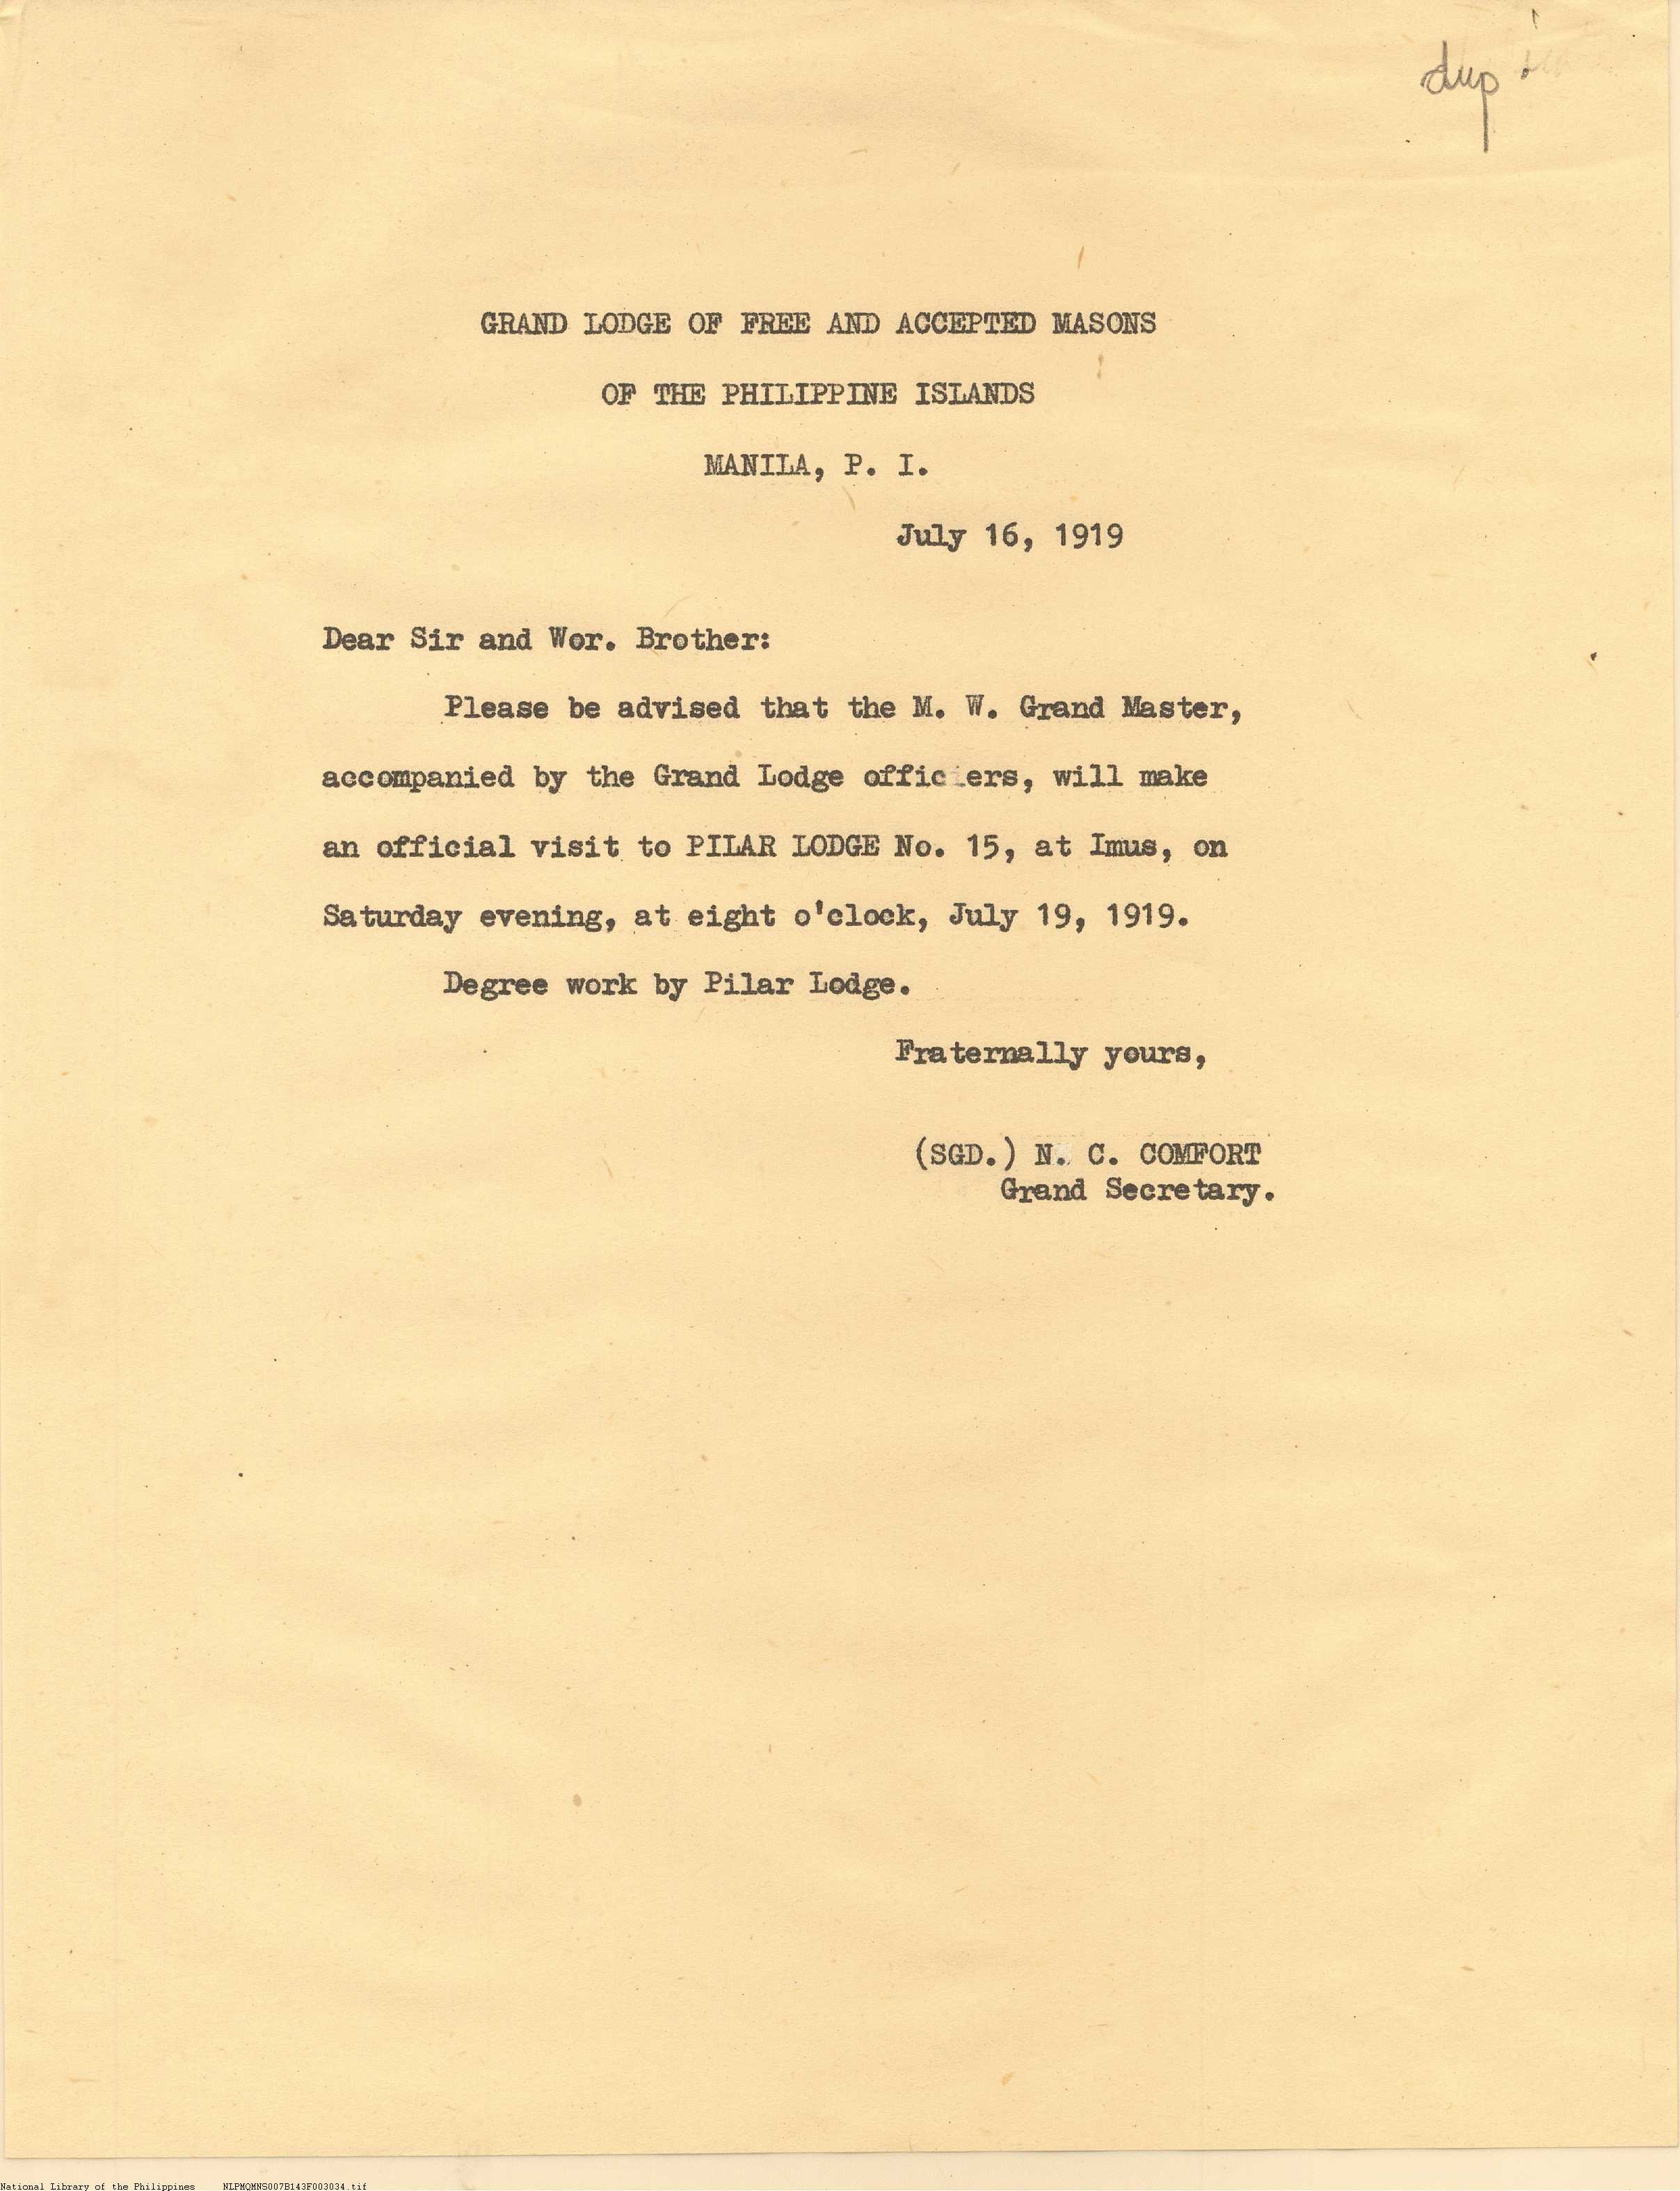 dup
GRAND LODGE OF FREE AND ACCEPTED MASONS
OF THE PHILIPPINE ISLANDS
MANILA, P. I.
July 16, 1919
Dear Sir and Wor. Brother:
Please be advised that the M. W. Grand Master,
accompanied by the Grand Lodge officers, will make
an official visit to PILAR LODGE No. 15, at Imus, on
Saturday evening, at eight o'clock, July 19, 1919.
Degree work by Pilar Lodge.
Fraternally yours,
(SGD.) N. C. COMFORT
Grand Secretary.
National Library of the Philippines NLPMQMNS007B143F003034.tif